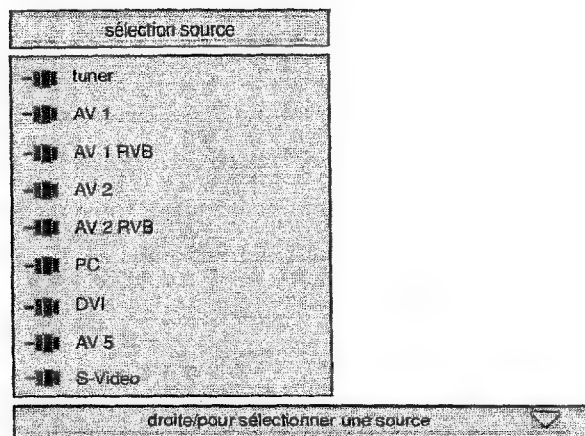 sélection source
tuner
AV 1
AV 1 RVB
AV 2
AV 2 RVB
PC
DVI
AV 5
S-Video
droite/pour sélectionner une source